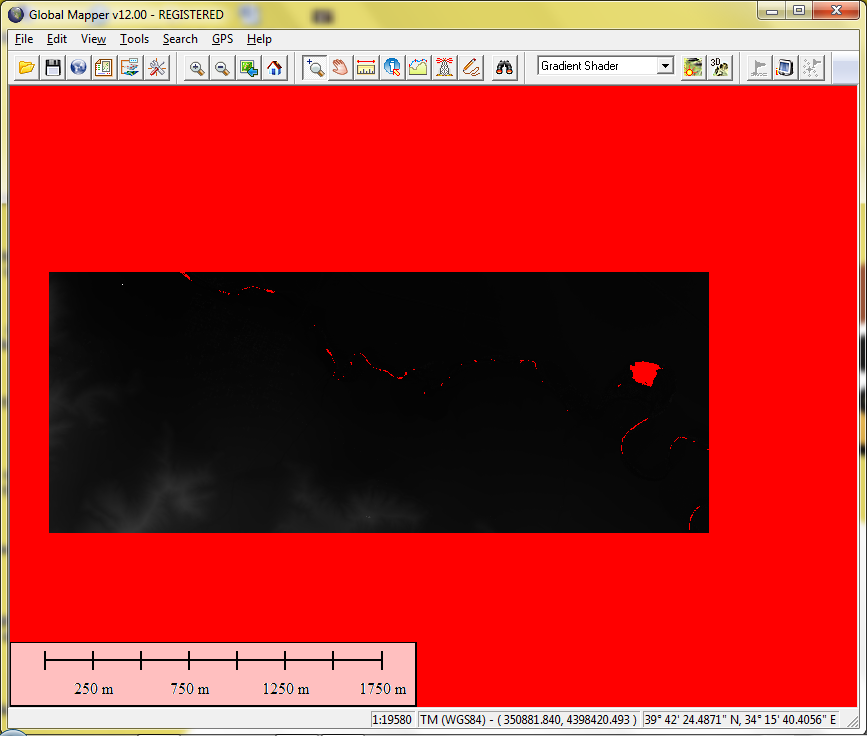 Global Mapper v12.00 - REGISTERED
File Edit View Tools Search GPS Help
Gradient Shader 3D
250 m 750 m 1250 m 1750 m
1:19580 TM (WGS84) - ( 350881.840, 4398420.493 ) 39° 42' 24.4871" N, 34° 15' 40.4056" E